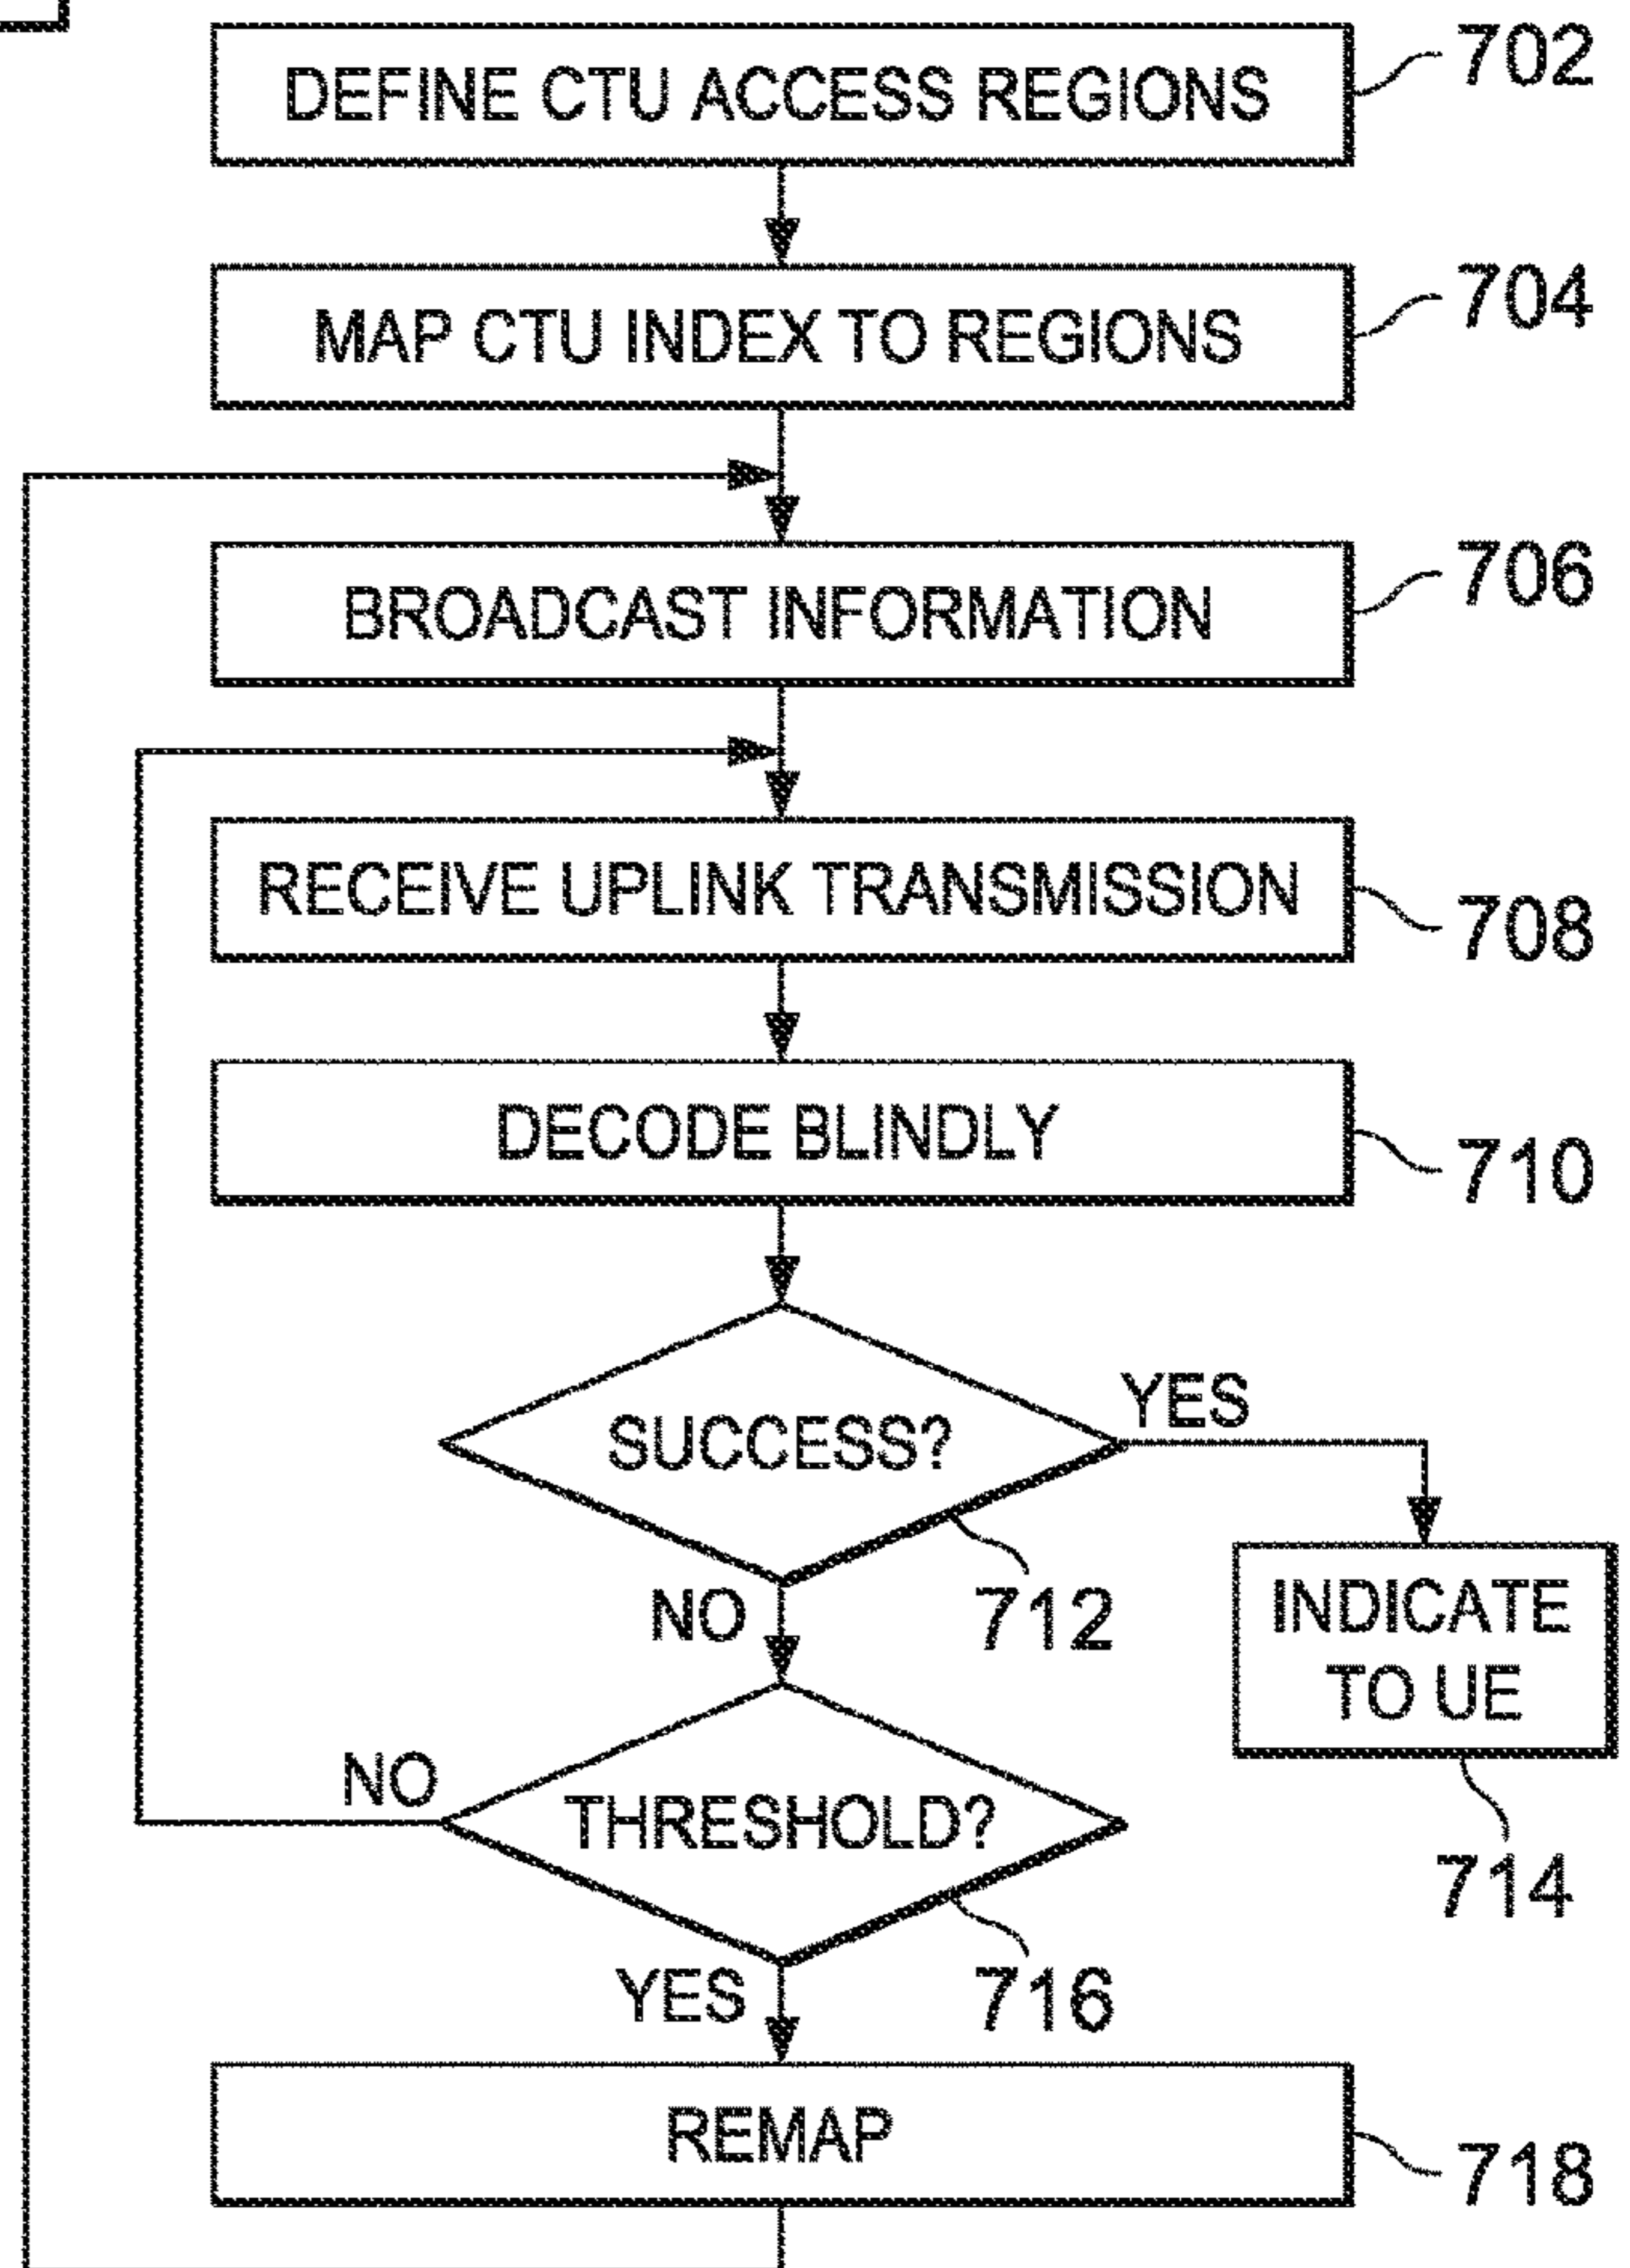 DEFINE CTU ACCESS REGIONS
702
MAP CTU INDEX TO REGIONS
704
BROADCAST INFORMATION
706
RECEIVE UPLINK TRANSMISSION
708
DECODE BLINDLY
710
SUCCESS?
YES
712
NO
INDICATE
TO UE
714
THRESHOLD?
NO
716
YES
REMAP
718